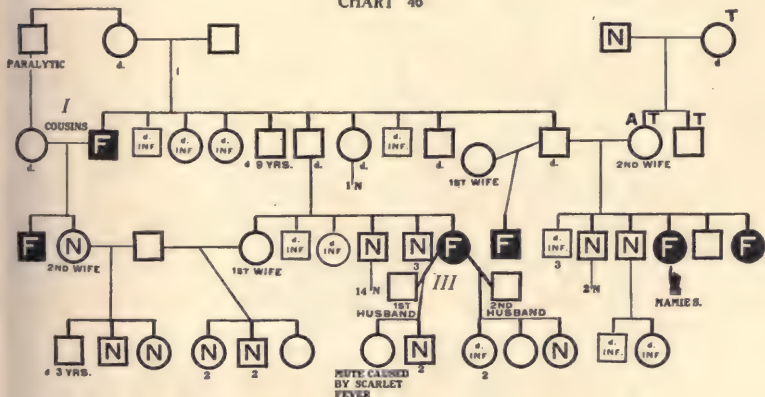 CHART 46
T
N
PARALYTIC
d.
d
I
I
COUSINS
A T T
F d. INF d. INF d. INF d 9 YRS. d. d. d. INF d. d.
d.
1 N
1ST WIFE
2ND WIFE
F N d. INF d. INF N N F F d. INF N N F F
2ND WIFE
1ST WIFE
3
3
14 N
III
2 N
1ST HUSBAND
2ND HUSBAND
MAMIE S.
N N N N N d. INF N d. INF. d. INF.
d 3 YRS.
2
2
2
2
MUTE CAUSED
BY SCARLET
FEVER